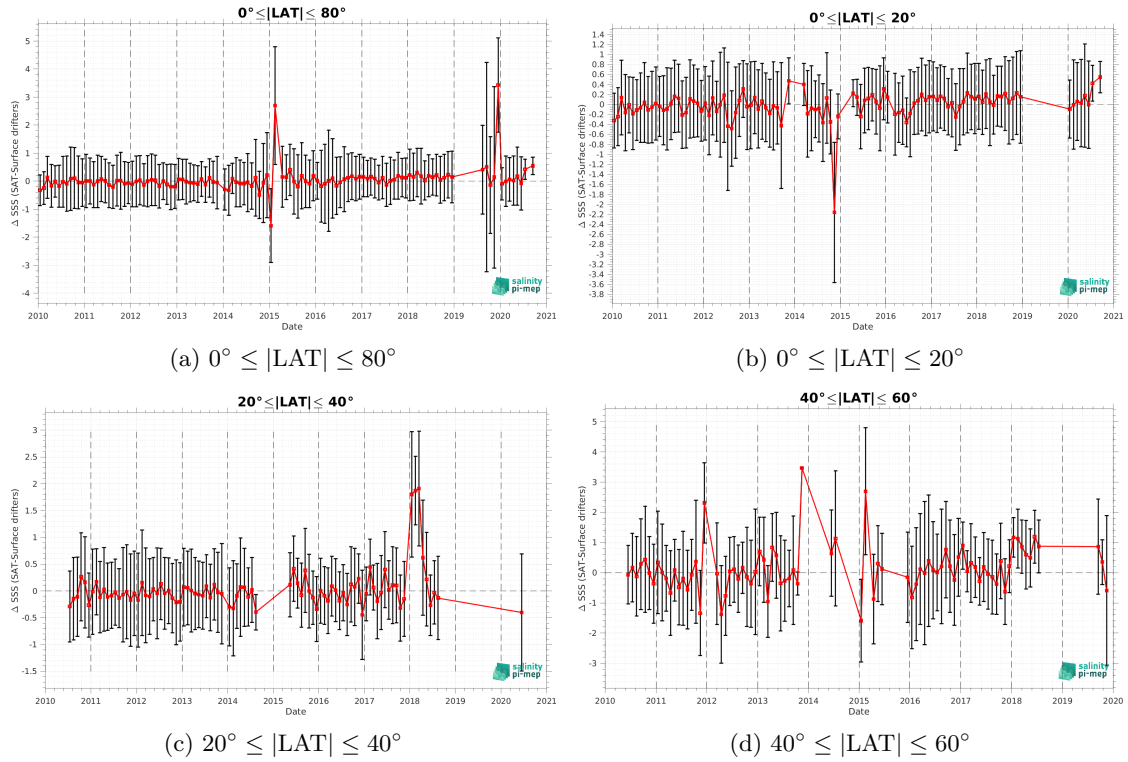 0°≤|LAT|≤ 80°
Δ SSS (SAT-Surface drifters)
5
4
3
2
1
0
-1
-2
-3
-4
2010 2011 2012 2013 2014 2015 2016 2017 2018 2019 2020 2021
Date
salinity
pi-mep
(a) 0° ≤ |LAT| ≤ 80°
0°≤|LAT|≤ 20°
Δ SSS (SAT-Surface drifters)
1.4
1.2
1
0.8
0.6
0.4
0.2
0
-0.2
-0.4
-0.6
-0.8
-1
-1.2
-1.4
-1.6
-1.8
-2
-2.2
-2.4
-2.6
-2.8
-3
-3.2
-3.4
-3.6
-3.8
2010 2011 2012 2013 2014 2015 2016 2017 2018 2019 2020 2021
Date
salinity
pi-mep
(b) 0° ≤ |LAT| ≤ 20°
20°≤|LAT|≤ 40°
Δ SSS (SAT-Surface drifters)
3
2.5
2
1.5
1
0.5
0
-0.5
-1
-1.5
2010 2011 2012 2013 2014 2015 2016 2017 2018 2019 2020 2021
Date
salinity
pi-mep
(c) 20° ≤ |LAT| ≤ 40°
40°≤|LAT|≤ 60°
Δ SSS (SAT-Surface drifters)
5
4
3
2
1
0
-1
-2
-3
2010 2011 2012 2013 2014 2015 2016 2017 2018 2019 2020
Date
salinity
pi-mep
(d) 40° ≤ |LAT| ≤ 60°